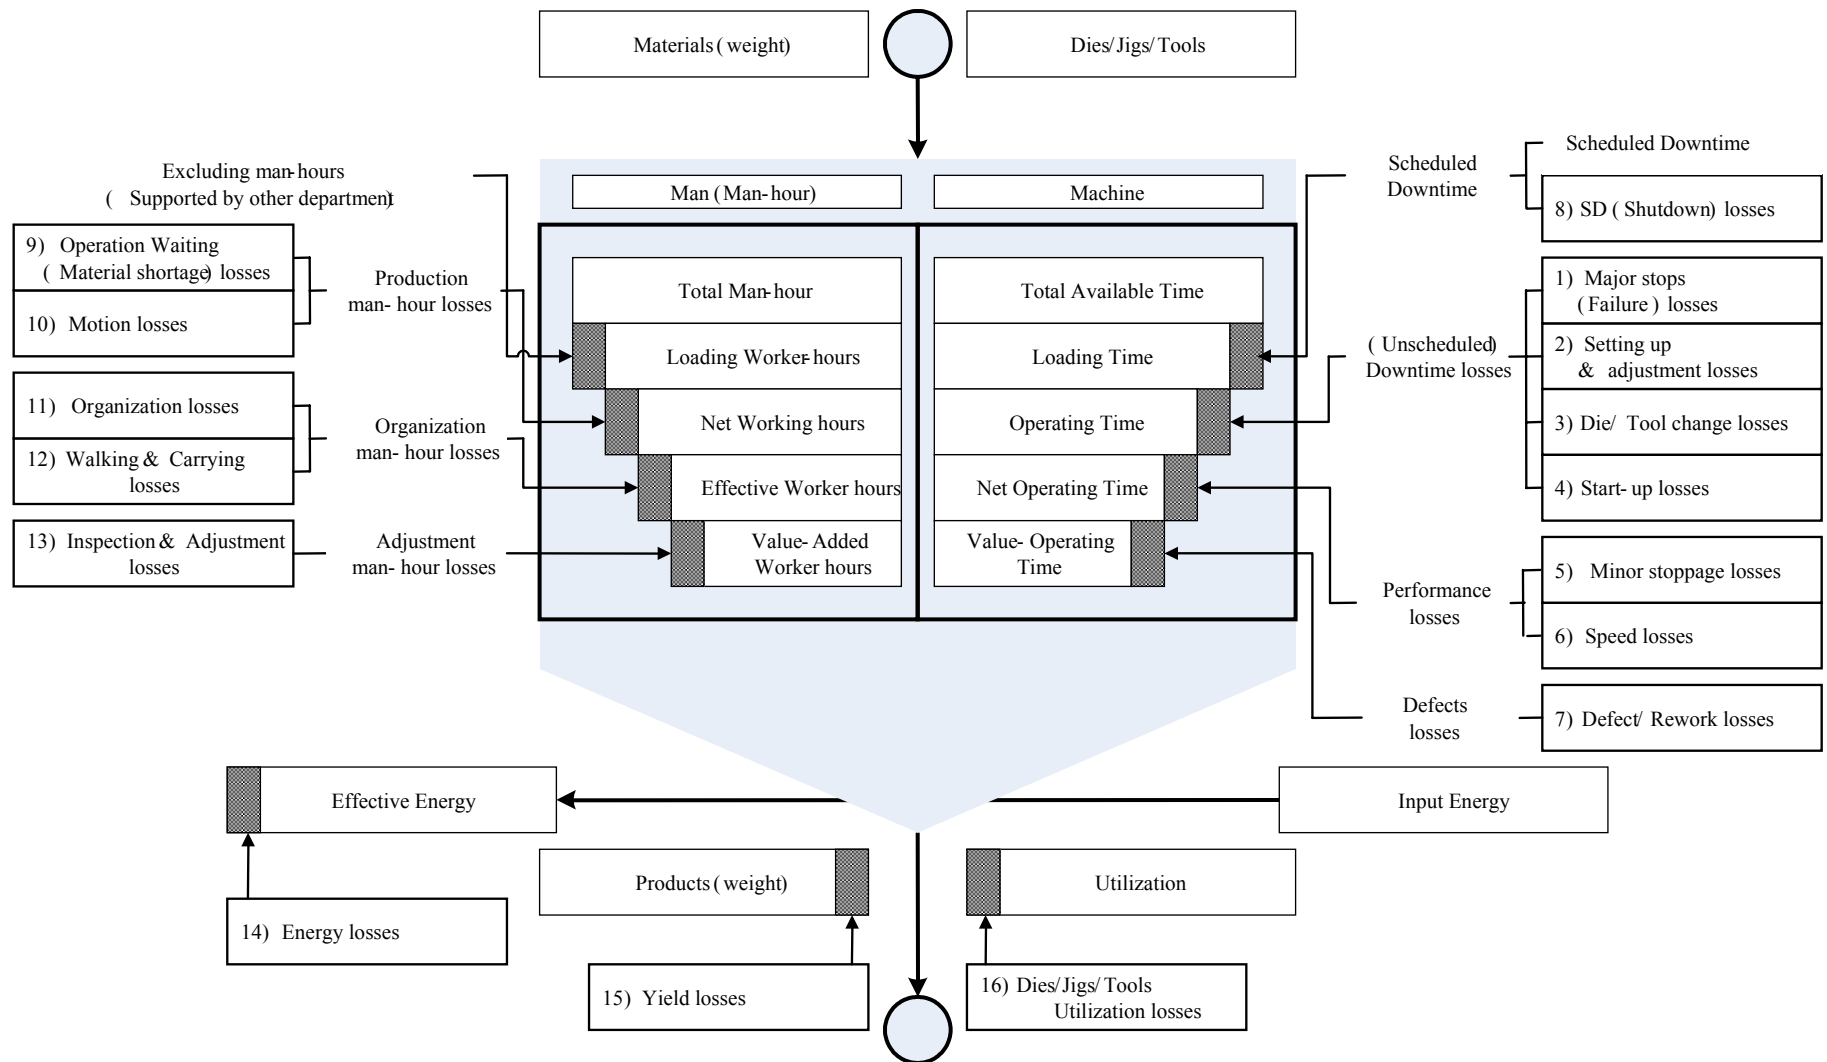 Materials (weight)
Dies/Jigs/Tools
Excluding man-hours
( Supported by other department)
Man (Man-hour)
Machine
Scheduled
Downtime
Scheduled Downtime
8) SD (Shutdown) losses
9) Operation Waiting
(Material shortage) losses
10) Motion losses
Production
man-hour losses
Total Man-hour
Total Available Time
Loading Worker-hours
Loading Time
(Unscheduled)
Downtime losses
1) Major stops
(Failure) losses
2) Setting up
& adjustment losses
3) Die/ Tool change losses
4) Start-up losses
11) Organization losses
12) Walking & Carrying
losses
Organization
man-hour losses
Net Working hours
Operating Time
Effective Worker hours
Net Operating Time
13) Inspection & Adjustment
losses
Adjustment
man-hour losses
Value-Added
Worker hours
Value-Operating
Time
Performance
losses
5) Minor stoppage losses
6) Speed losses
Defects
losses
7) Defect/ Rework losses
Effective Energy
Input Energy
Products (weight)
Utilization
14) Energy losses
15) Yield losses
16) Dies/Jigs/Tools
Utilization losses